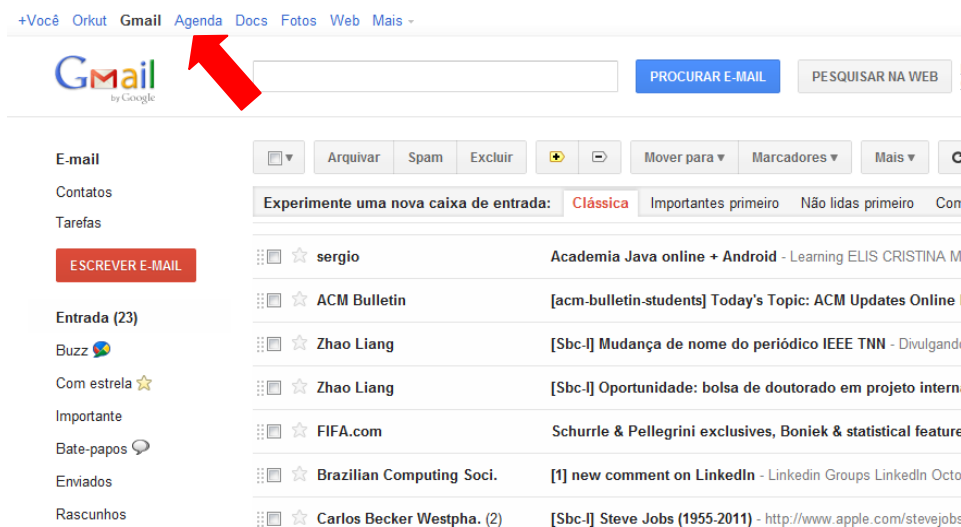 +Você Orkut Gmail Agenda Docs Fotos Web Mais
Gmail
by Google
PROCURAR E-MAIL PESQUISAR NA WEB
E-mail
Contatos
Tarefas
ESCREVER E-MAIL
Entrada (23)
Buzz
Com estrela
Importante
Bate-papos
Enviados
Rascunhos
Arquivar Spam Excluir Mover para Marcadores Mais
Experimente uma nova caixa de entrada: Clássica Importantes primeiro Não lidas primeiro Com
sergio Academia Java online + Android - Learning ELIS CRISTINA M
ACM Bulletin [acm-bulletin-students] Today's Topic: ACM Updates Online
Zhao Liang [Sbc-l] Mudança de nome do periódico IEEE TNN - Divulgando
Zhao Liang [Sbc-l] Oportunidade: bolsa de doutorado em projeto interna
FIFA.com Schurrle & Pellegrini exclusives, Boniek & statistical feature
Brazilian Computing Soci. [1] new comment on LinkedIn - Linkedin Groups LinkedIn Octo
Carlos Becker Westpha. (2) [Sbc-l] Steve Jobs (1955-2011) - http://www.apple.com/stevejobs